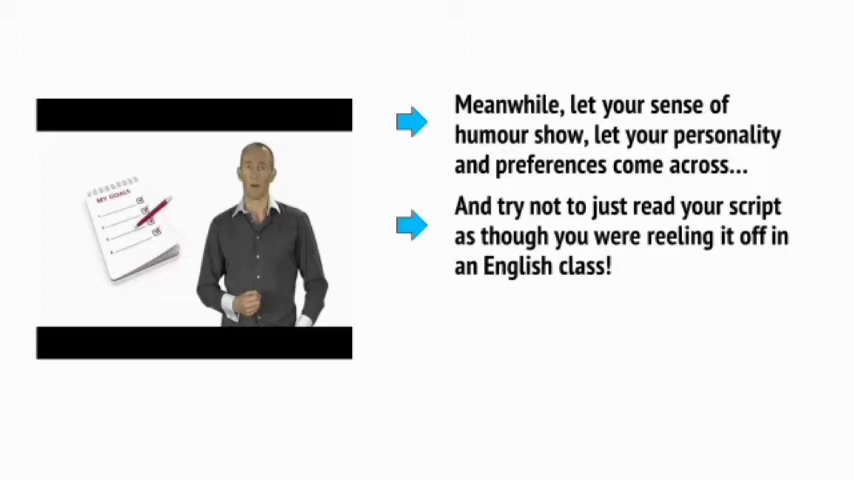 MY GOALS
Meanwhile, let your sense of
humour show, let your personality
and preferences come across...
And try not to just read your script
as though you were reeling it off in
an English class!